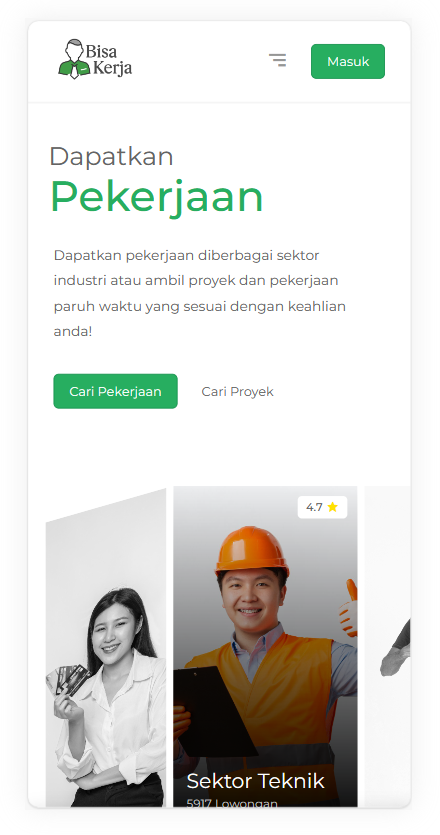 Bisa
Kerja
Masuk
Dapatkan
Pekerjaan
Dapatkan pekerjaan diberbagai sektor
industri atau ambil proyek dan pekerjaan
paruh waktu yang sesuai dengan keahlian
anda!
Cari Pekerjaan Cari Proyek
4.7
Sektor Teknik
5917 Lowongan